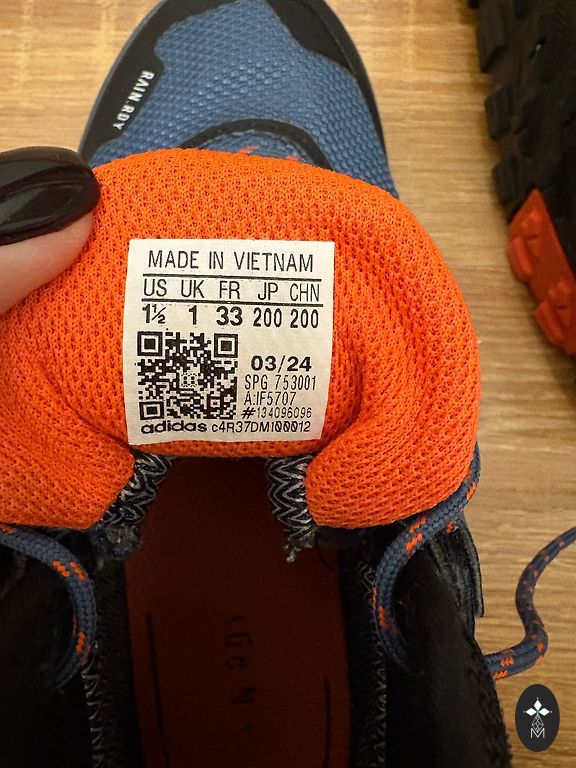 RAIN.RDY
MADE IN VIETNAM
US UK FR JP CHN
1½ 1 33 200 200
03/24
SPG 753001
A:IF5707
#134096096
adidas c4R37DM100012